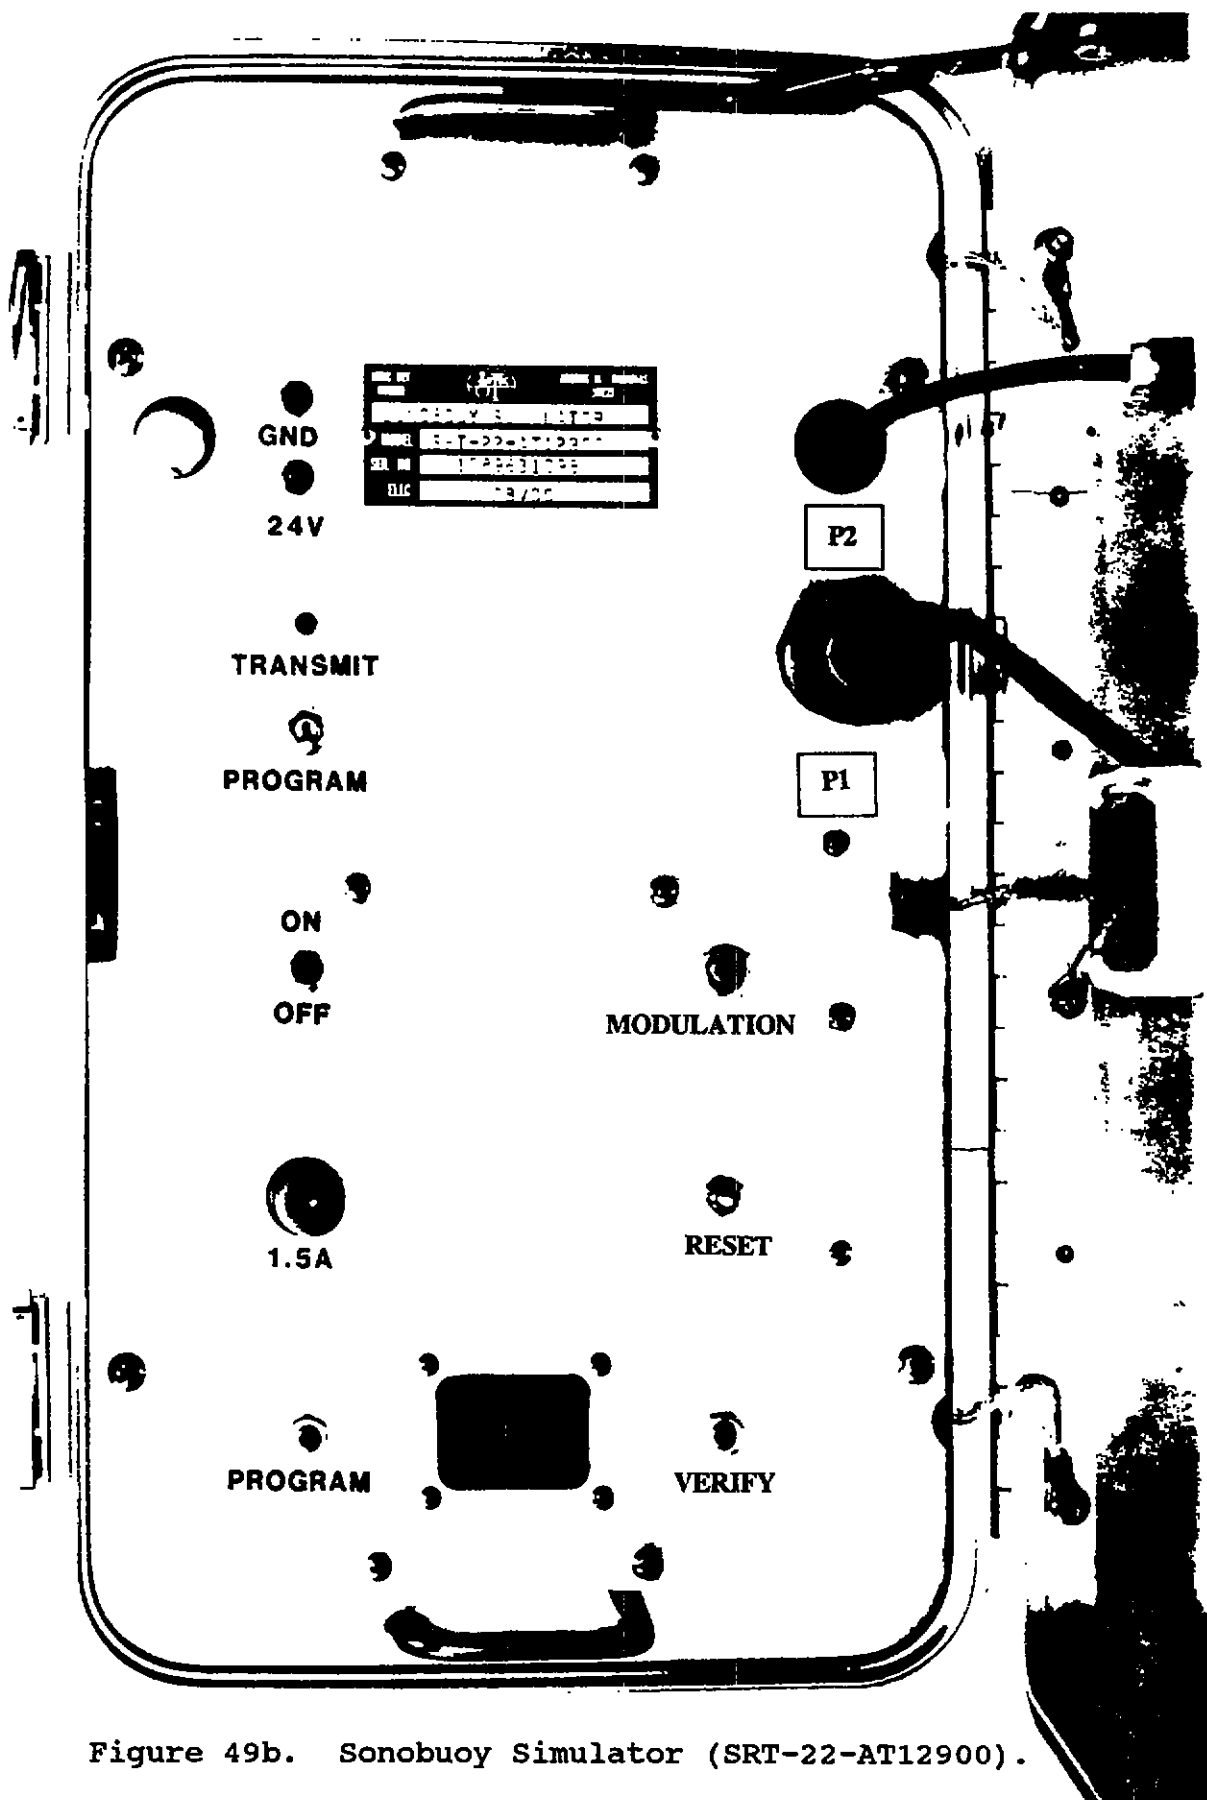 GND
24V
MODEL
P2
TRANSMIT
PROGRAM
P1
ON
OFF
MODULATION
1.5A
RESET
PROGRAM
VERIFY
Figure 49b. Sonobuoy Simulator (SRT-22-AT12900).